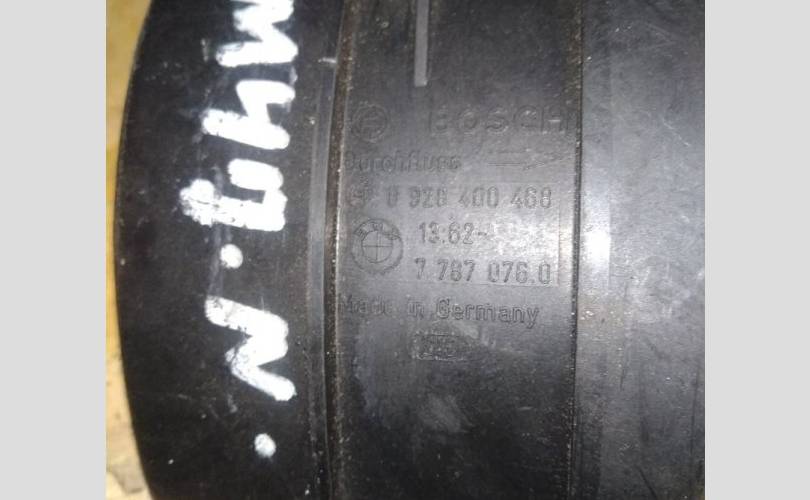 BOSCH
Durchfluss
0 928 400 468
13.62-
7 787 076.0
Made in Germany